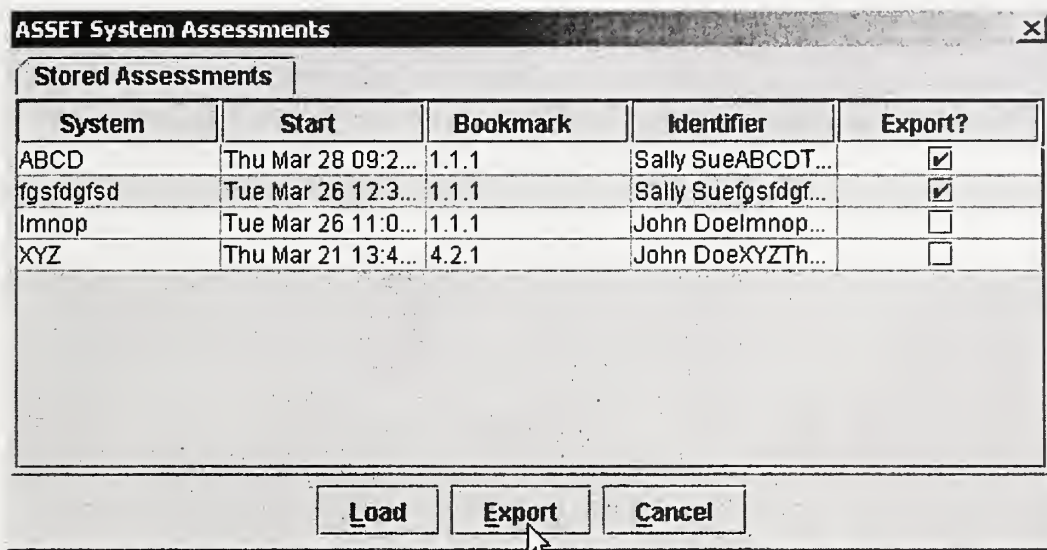 ASSET System Assessments
Stored Assessments
System Start Bookmark Identifier Export?
ABCD Thu Mar 28 09:2... 1.1.1 Sally SueABCDT...
fgsfdgfsd Tue Mar 26 12:3... 1.1.1 Sally Suefgsfdgf...
lmnop Tue Mar 26 11:0... 1.1.1 John Doelmnop...
XYZ Thu Mar 21 13:4... 4.2.1 John DoeXYZTh...
Load Export Cancel